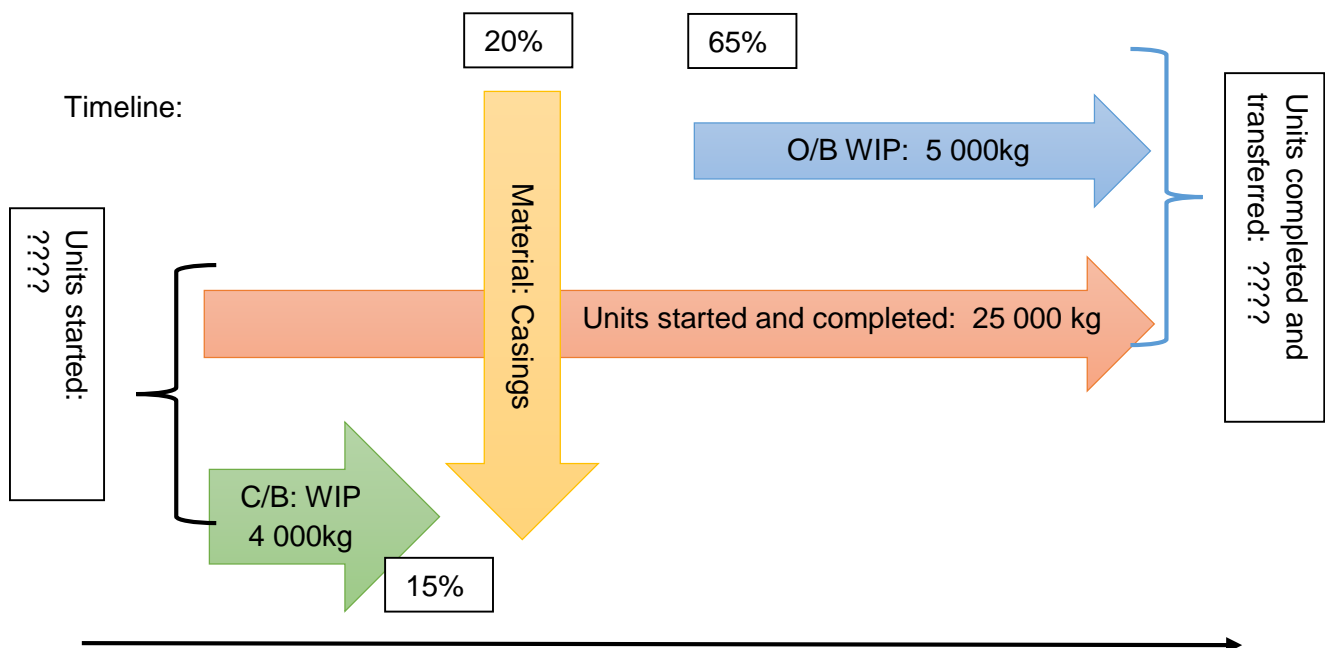 20%
65%
Timeline:
O/B WIP:  5 000kg
Units completed and
transferred:  ????
Units started:
????
Material: Casings
Units started and completed:  25 000 kg
C/B: WIP
4 000kg
15%